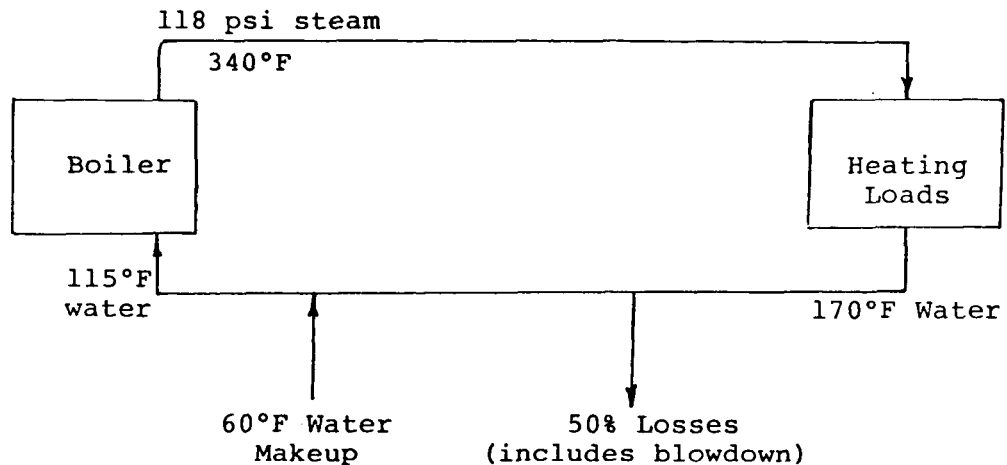 118 psi steam
340°F
Boiler
Heating
Loads
115°F
water
170°F Water
60°F Water
Makeup
50% Losses
(includes blowdown)